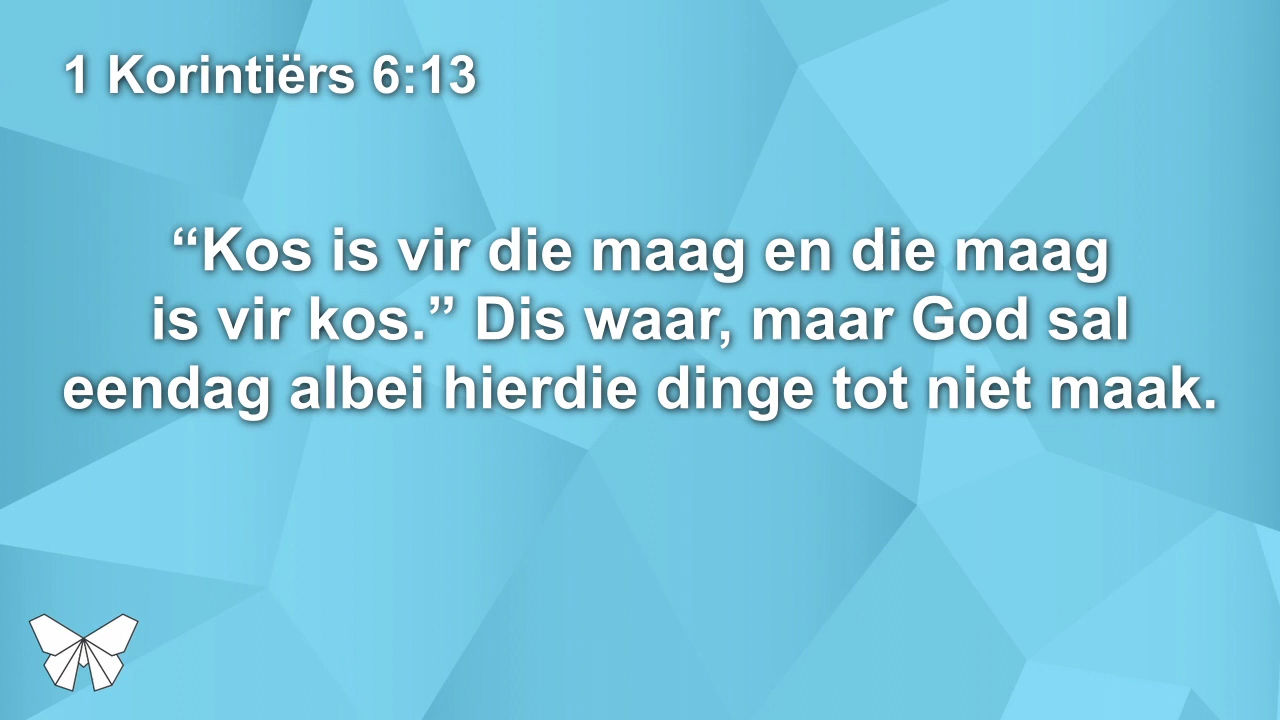 1 Korintiërs 6:13
“Kos is vir die maag en die maag
is vir kos.” Dis waar, maar God sal
eendag albei hierdie dinge tot niet maak.